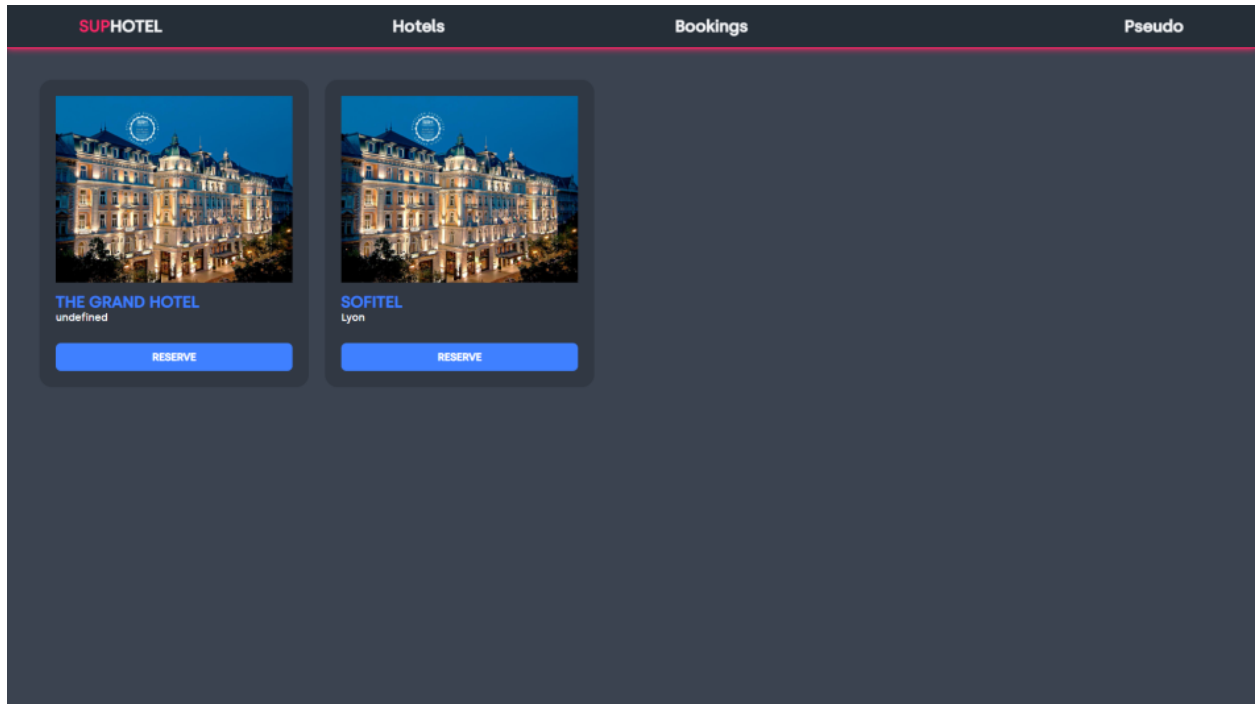 SUPHOTEL Hotels Bookings Pseudo
THE GRAND HOTEL
undefined
RESERVE
SOFITEL
Lyon
RESERVE